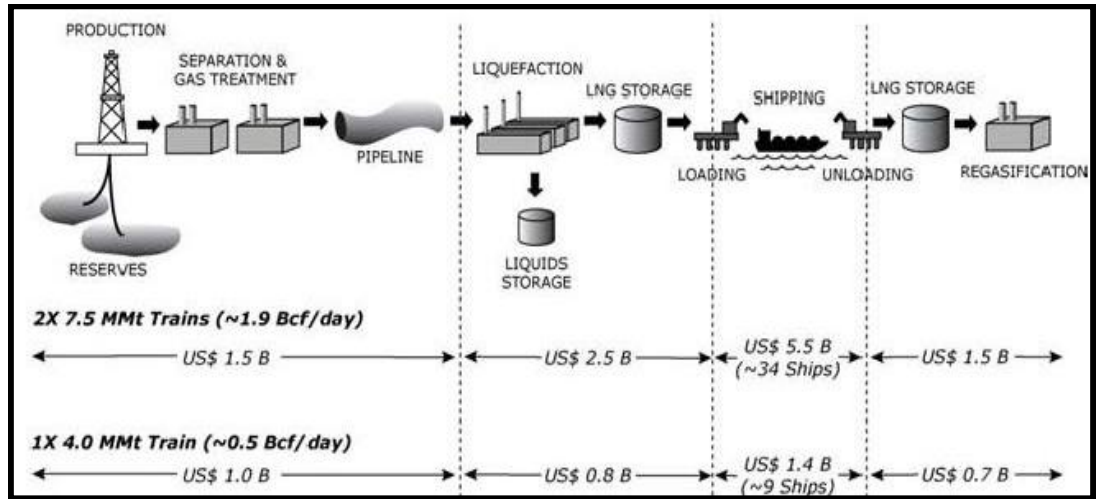 PRODUCTION
SEPARATION &
GAS TREATMENT
PIPELINE
RESERVES
LIQUEFACTION
LNG STORAGE
LIQUIDS
STORAGE
SHIPPING
LOADING
UNLOADING
LNG STORAGE
REGASIFICATION
2X 7.5 MMt Trains (~1.9 Bcf/day)
US$ 1.5 B
US$ 2.5 B
US$ 5.5 B
(~34 Ships)
US$ 1.5 B
1X 4.0 MMt Train (~0.5 Bcf/day)
US$ 1.0 B
US$ 0.8 B
US$ 1.4 B
(~9 Ships)
US$ 0.7 B